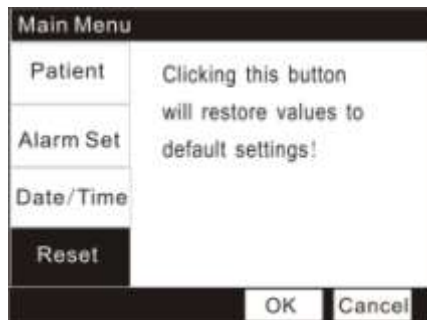 Main Menu
Patient
Alarm Set
Date/Time
Reset
Clicking this button
will restore values to
default settings!
OK
Cancel